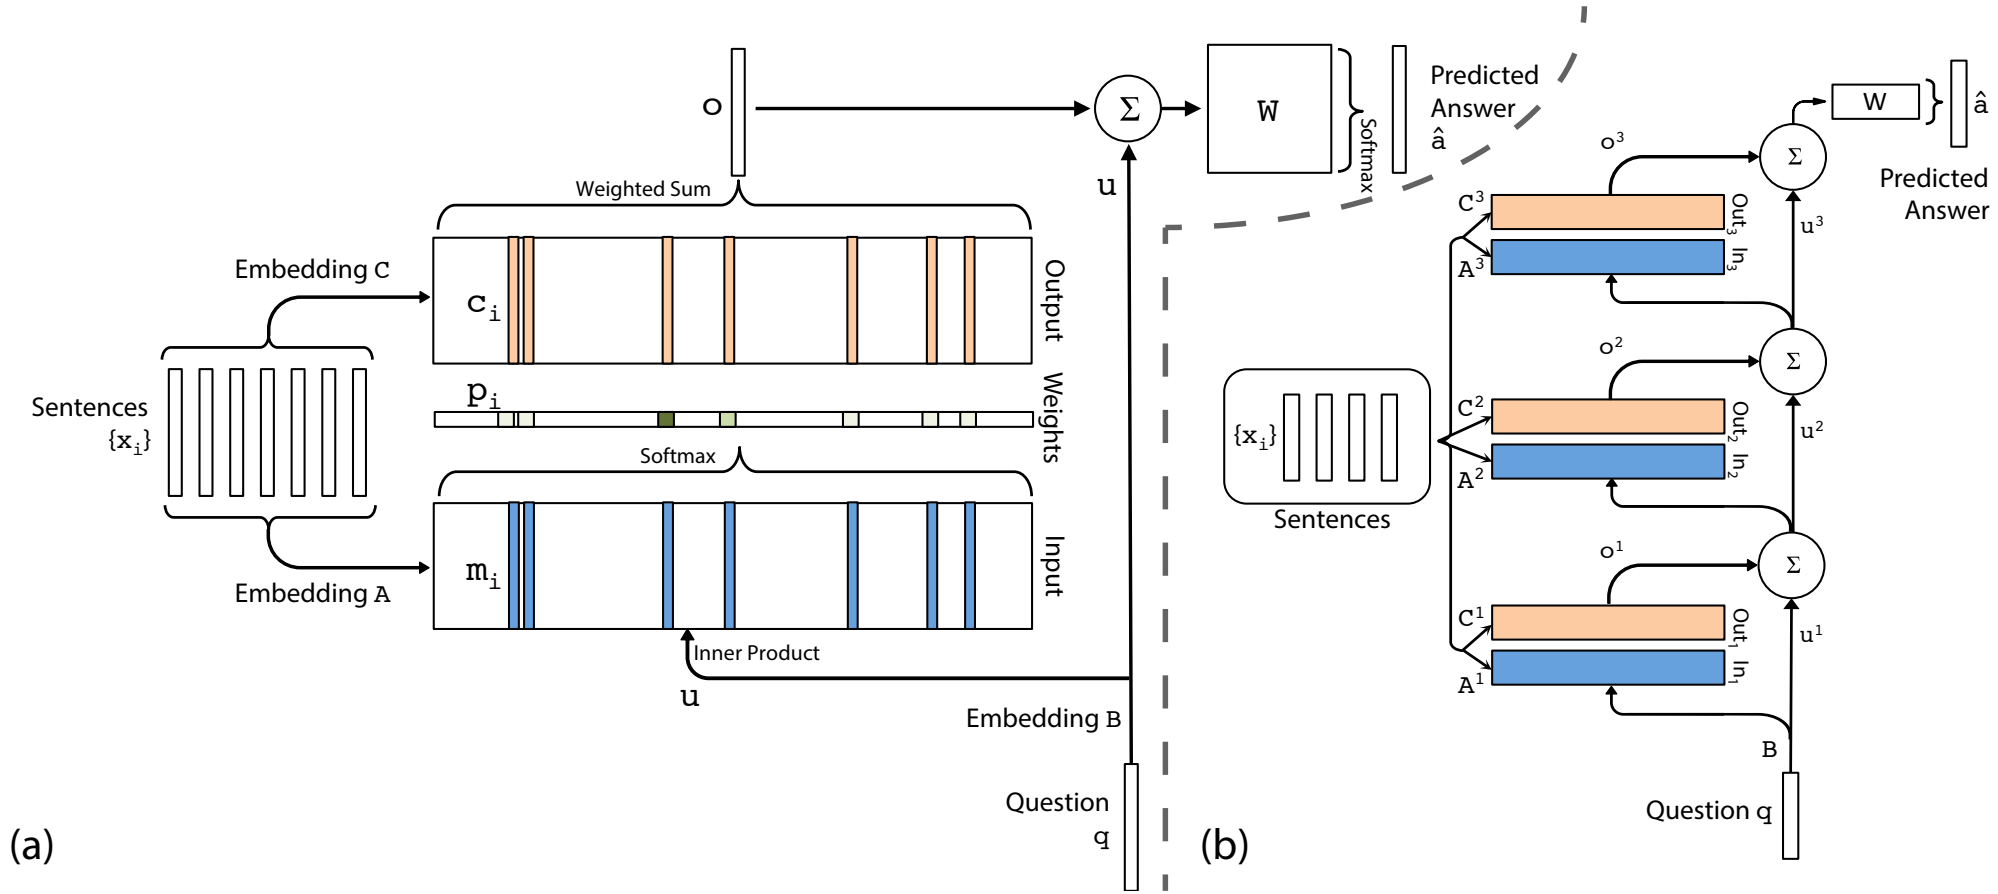 o
Σ
W
Softmax
Predicted
Answer
â
u
Weighted Sum
Embedding C
c_i
Output
Sentences
{x_i}
p_i
Weights
Softmax
Embedding A
m_i
Input
Inner Product
u
Embedding B
Question
q
(a)
W
â
Predicted
Answer
Σ
o³
C³
Out₃
A³
In₃
u³
Σ
o²
C²
Out₂
A²
In₂
u²
{x_i}
Sentences
Σ
o¹
C¹
Out₁
A¹
In₁
u¹
B
Question q
(b)